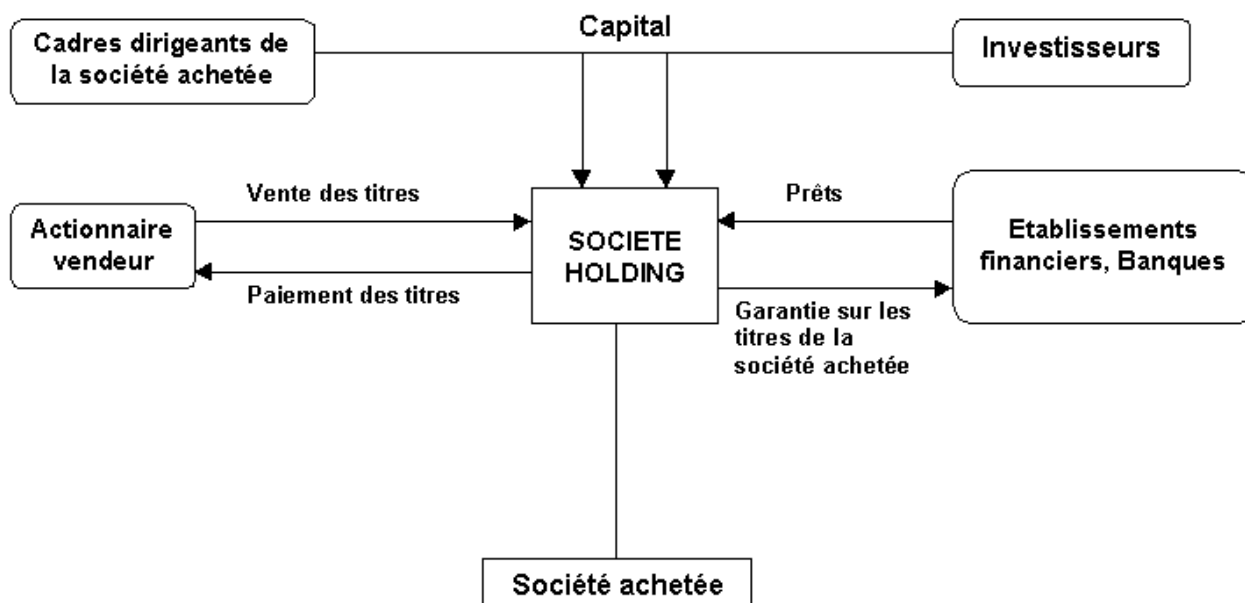 Cadres dirigeants de
la société achetée
Capital
Investisseurs
Vente des titres
Prêts
Actionnaire
vendeur
SOCIETE
HOLDING
Etablissements
financiers, Banques
Paiement des titres
Garantie sur les
titres de la
société achetée
Société achetée